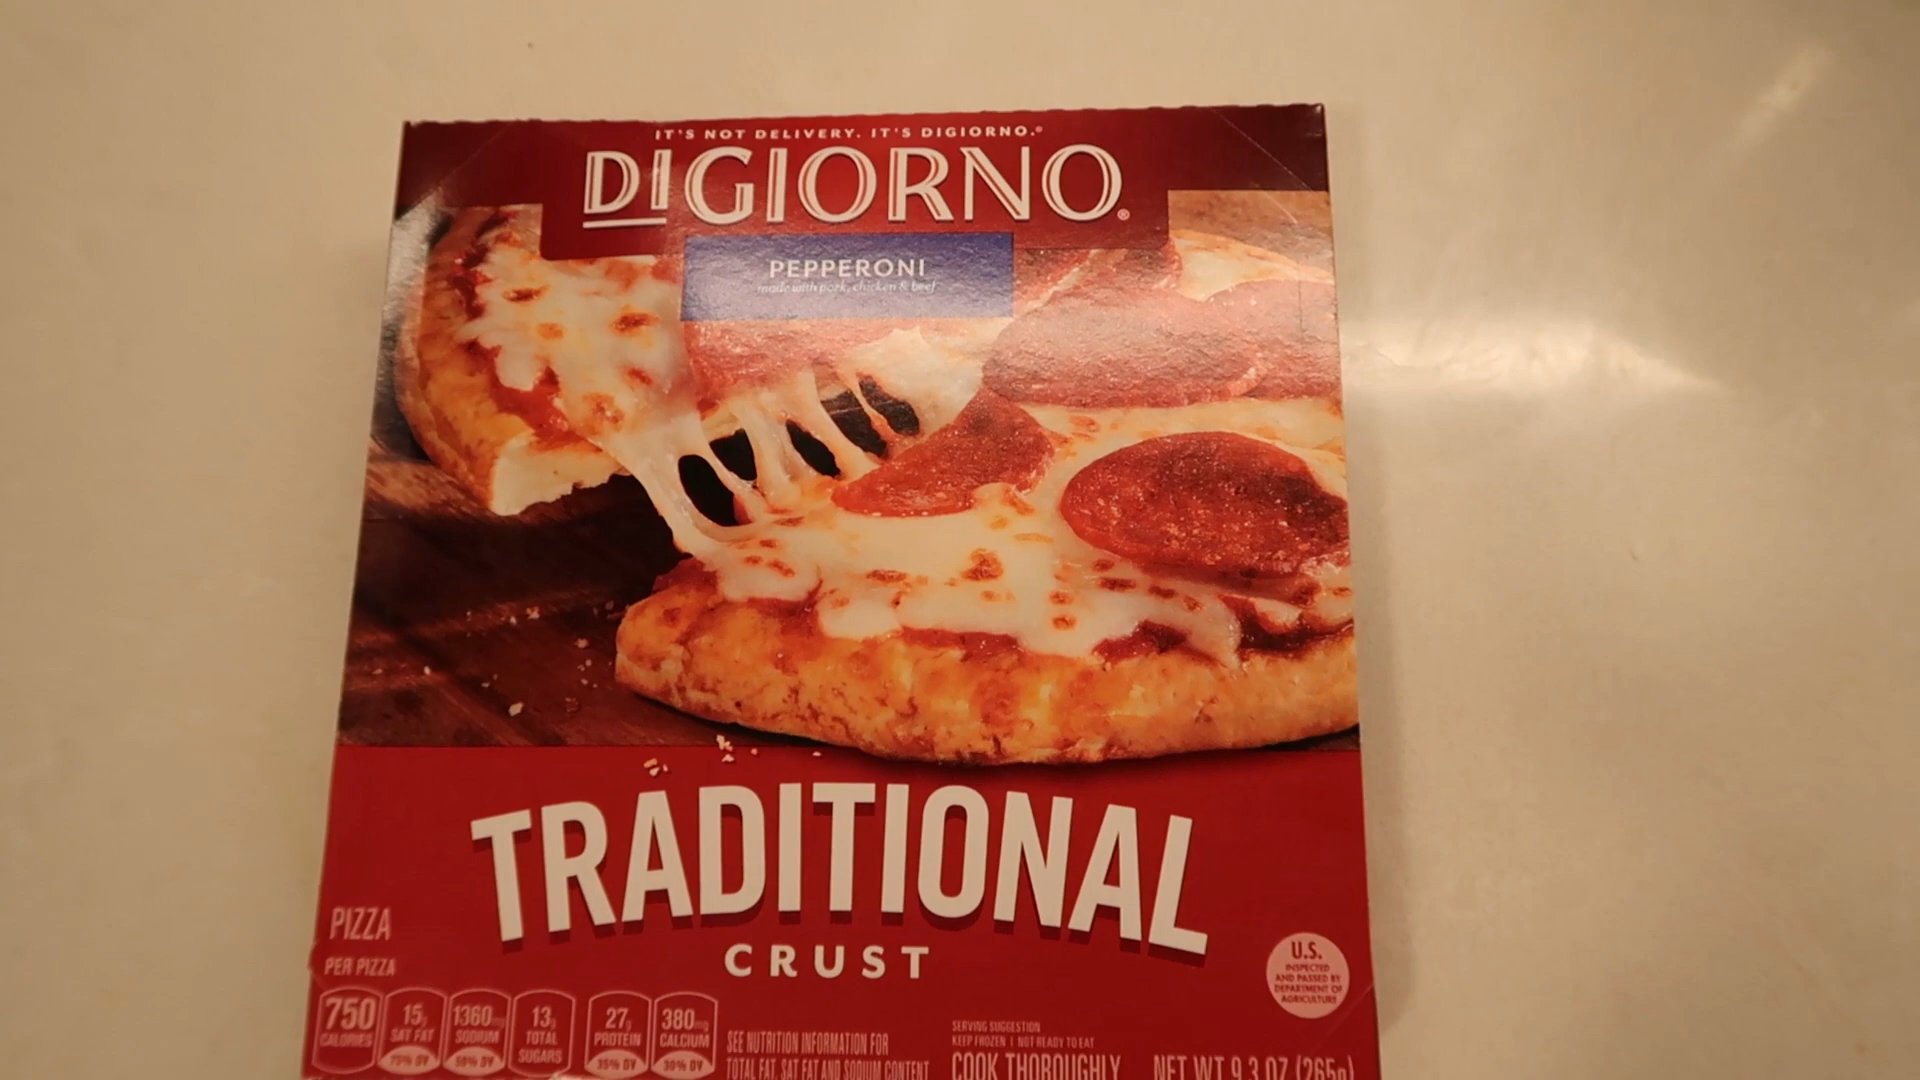 IT'S NOT DELIVERY. IT'S DIGIORNO.®
DIGIORNO®
PEPPERONI
made with pork, chicken & beef
TRADITIONAL
CRUST
PIZZA
PER PIZZA
750
CALORIES
15g
SAT FAT
75% DV
1360mg
SODIUM
59% DV
13g
TOTAL
SUGARS
27g
PROTEIN
35% DV
380mg
CALCIUM
30% DV
SEE NUTRITION INFORMATION FOR
TOTAL FAT, SAT FAT AND SODIUM CONTENT
SERVING SUGGESTION
KEEP FROZEN | NOT READY TO EAT
COOK THOROUGHLY
NET WT 9.3 OZ (265g)
U.S.
INSPECTED
AND PASSED BY
DEPARTMENT OF
AGRICULTURE